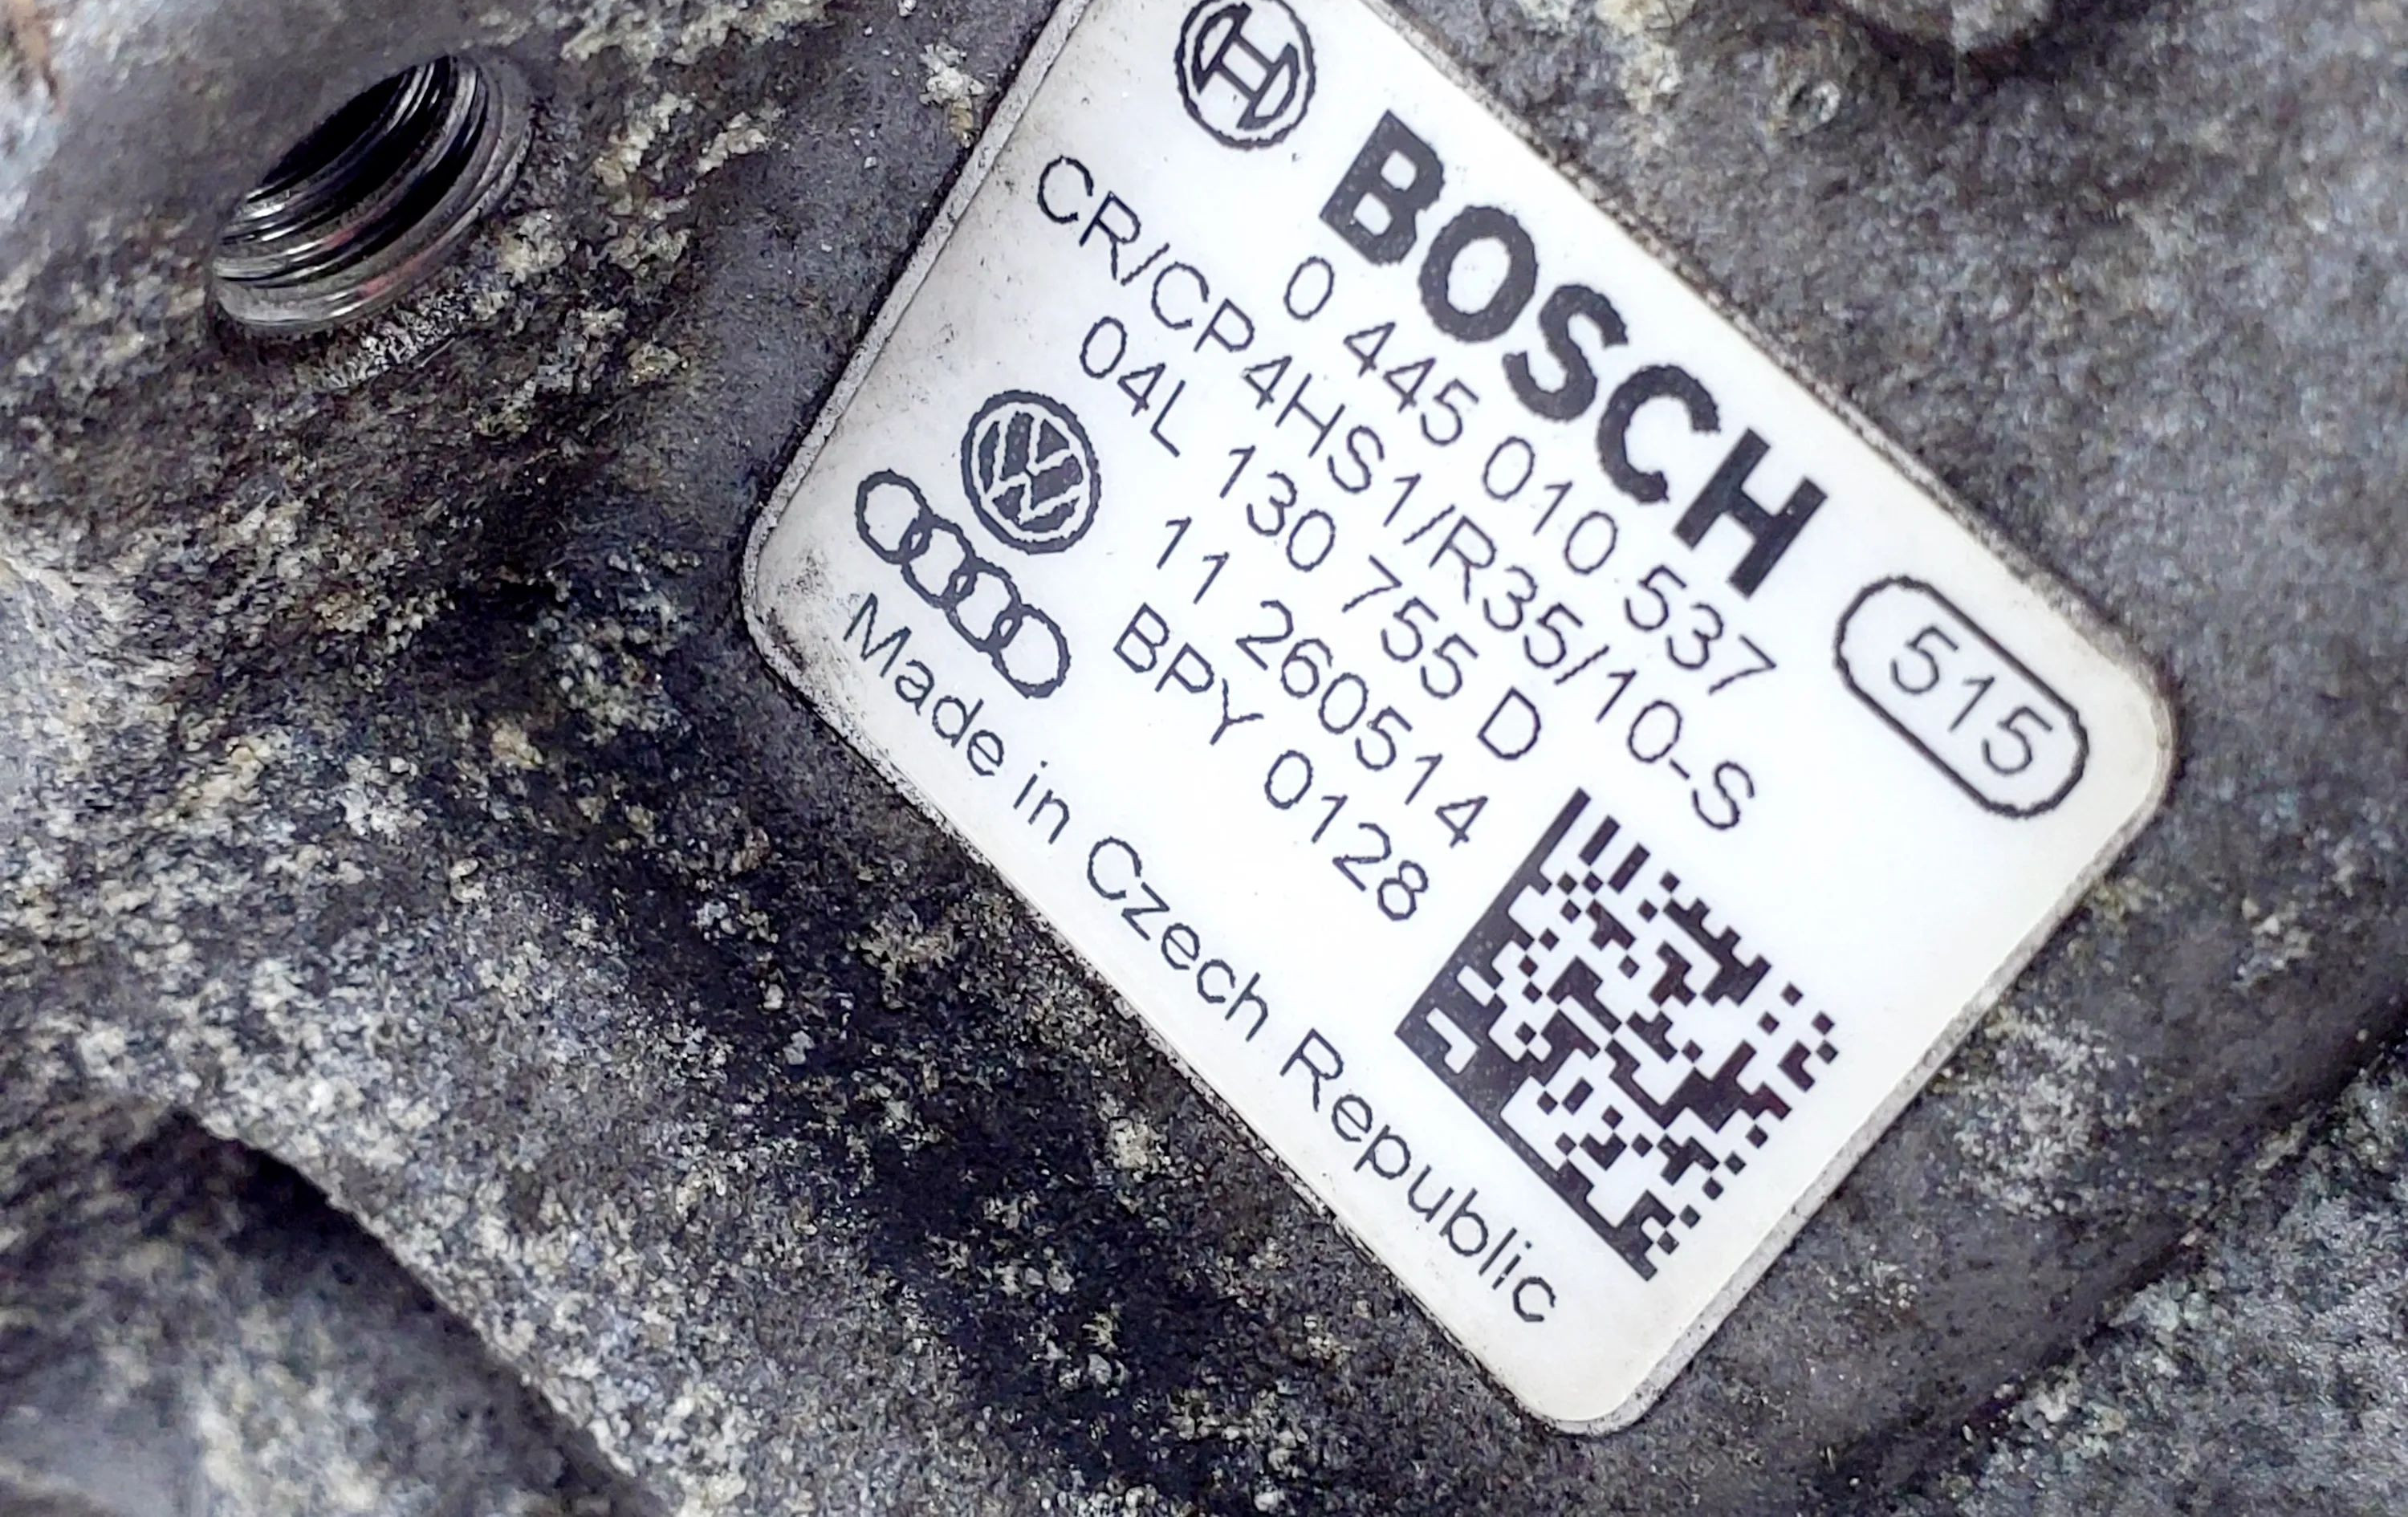 BOSCH
515
0 445 010 537
CR/CP4HS1/R35/10-S
04L 130 755 D
11 260514
BPY 0128
Made in Czech Republic